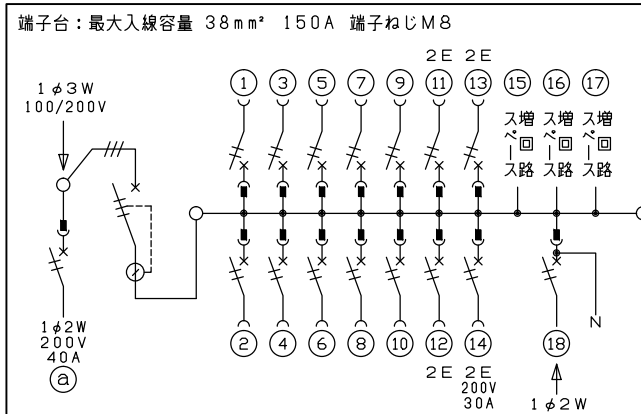 端子台：最大入線容量 38mm² 150A 端子ねじM8
2E 2E
1φ3W
100/200V
1 3 5 7 9 11 13 15 16 17
増回路スペース 増回路スペース 増回路スペース
1φ2W
200V
40A
a
2 4 6 8 10 12 14 18
N
2E 2E
200V
30A
1φ2W